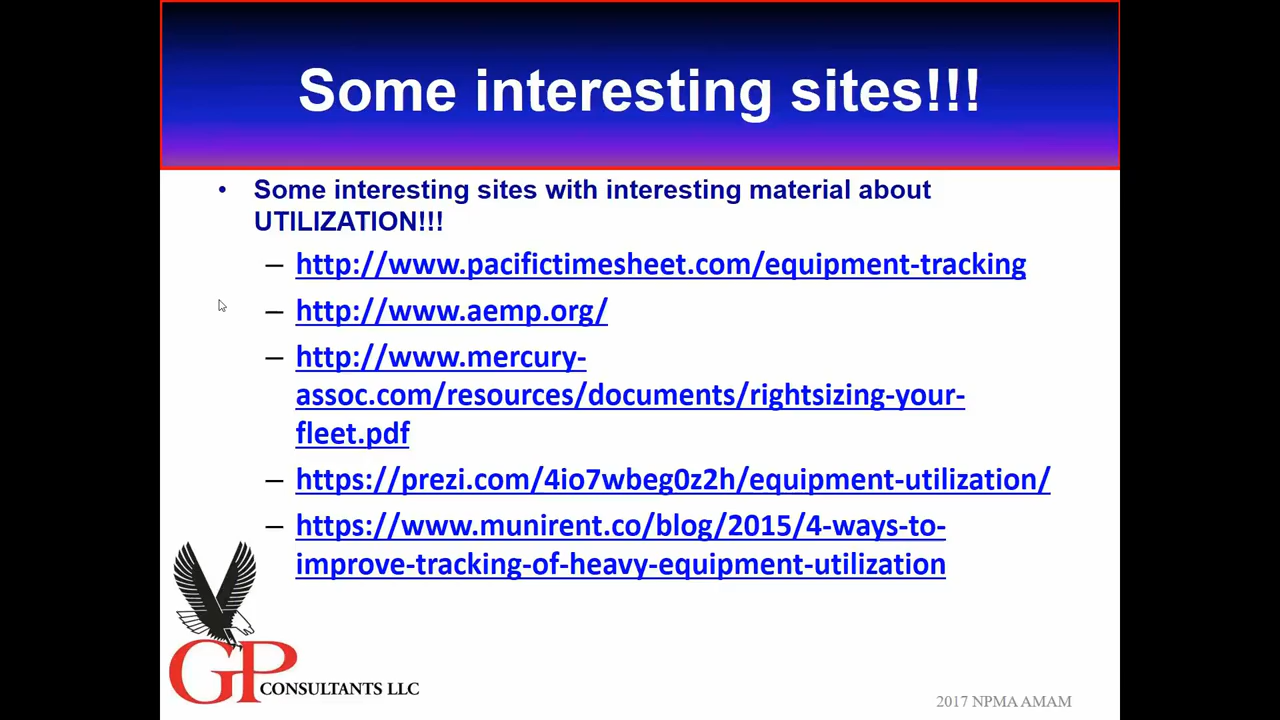 Some interesting sites!!!
• Some interesting sites with interesting material about
UTILIZATION!!!
– http://www.pacifictimesheet.com/equipment-tracking
– http://www.aemp.org/
– http://www.mercury-
assoc.com/resources/documents/rightsizing-your-
fleet.pdf
– https://prezi.com/4io7wbeg0z2h/equipment-utilization/
– https://www.munirent.co/blog/2015/4-ways-to-
improve-tracking-of-heavy-equipment-utilization
GP CONSULTANTS LLC
2017 NPMA AMAM